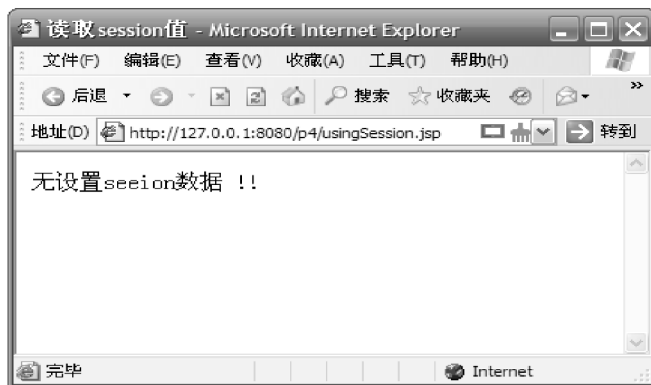 读取session值 - Microsoft Internet Explorer
文件(F) 编辑(E) 查看(V) 收藏(A) 工具(T) 帮助(H)
后退 搜索 收藏夹 »
地址(D) http://127.0.0.1:8080/p4/usingSession.jsp 转到
无设置seeion数据 !!
完毕 Internet